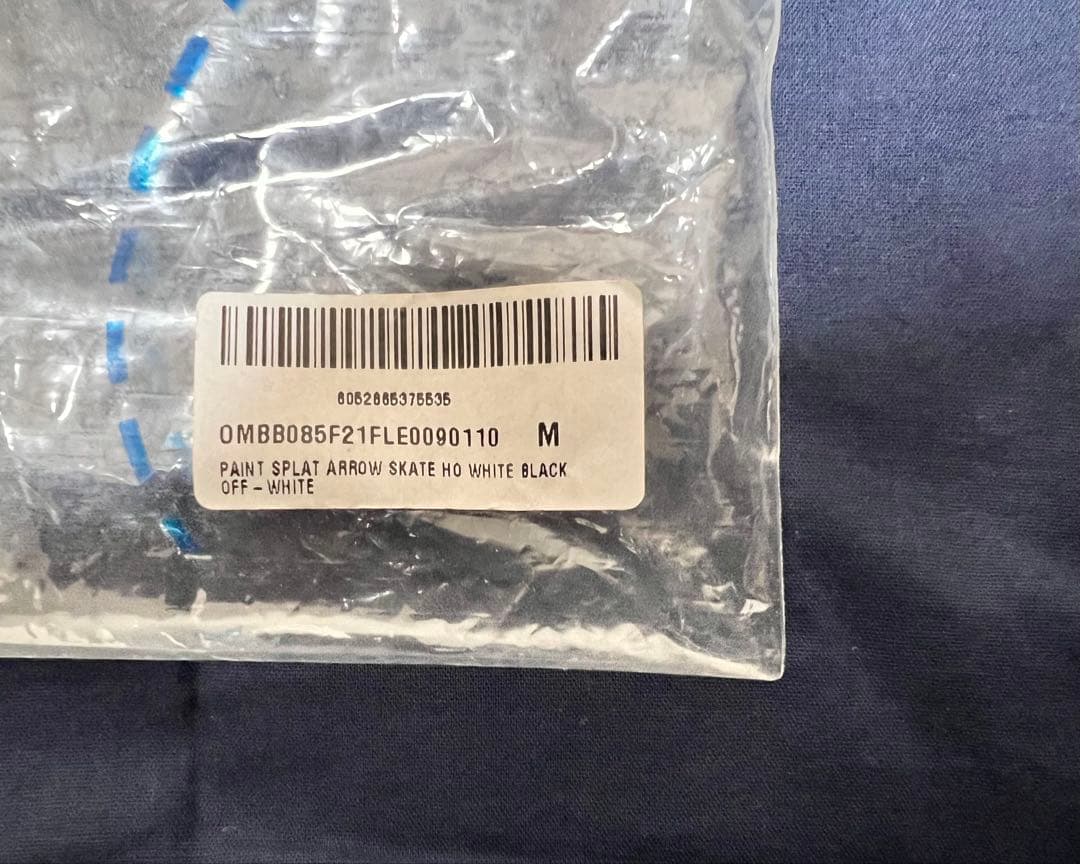 8052865375535
OMBB085F21FLE0090110 M
PAINT SPLAT ARROW SKATE HO WHITE BLACK
OFF-WHITE